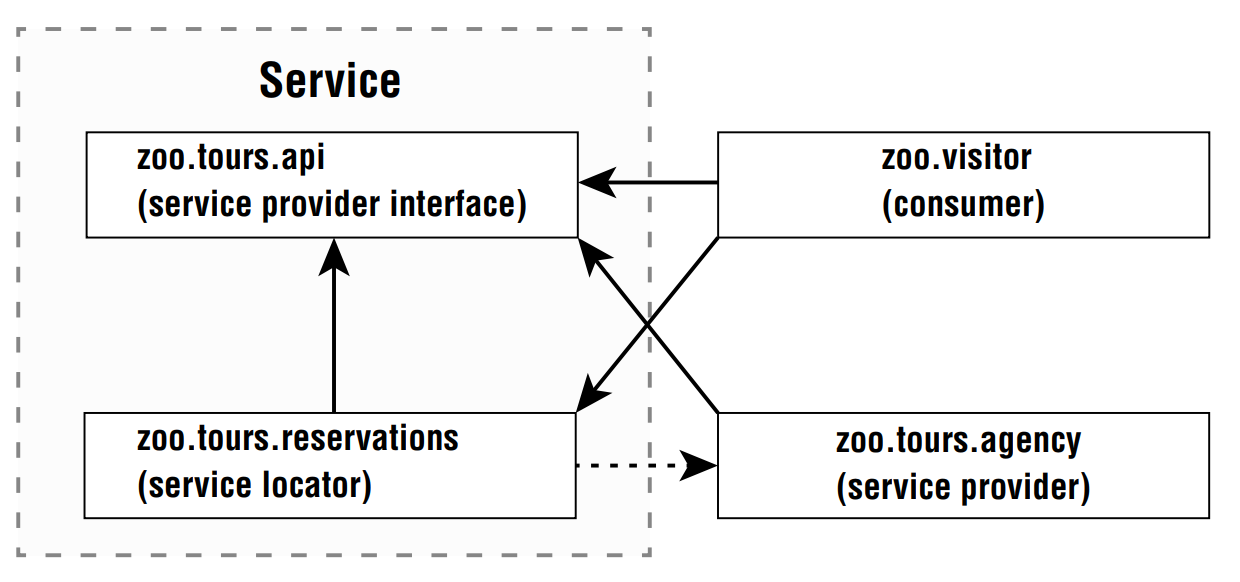 Service
zoo.tours.api
(service provider interface)
zoo.visitor
(consumer)
zoo.tours.reservations
(service locator)
zoo.tours.agency
(service provider)